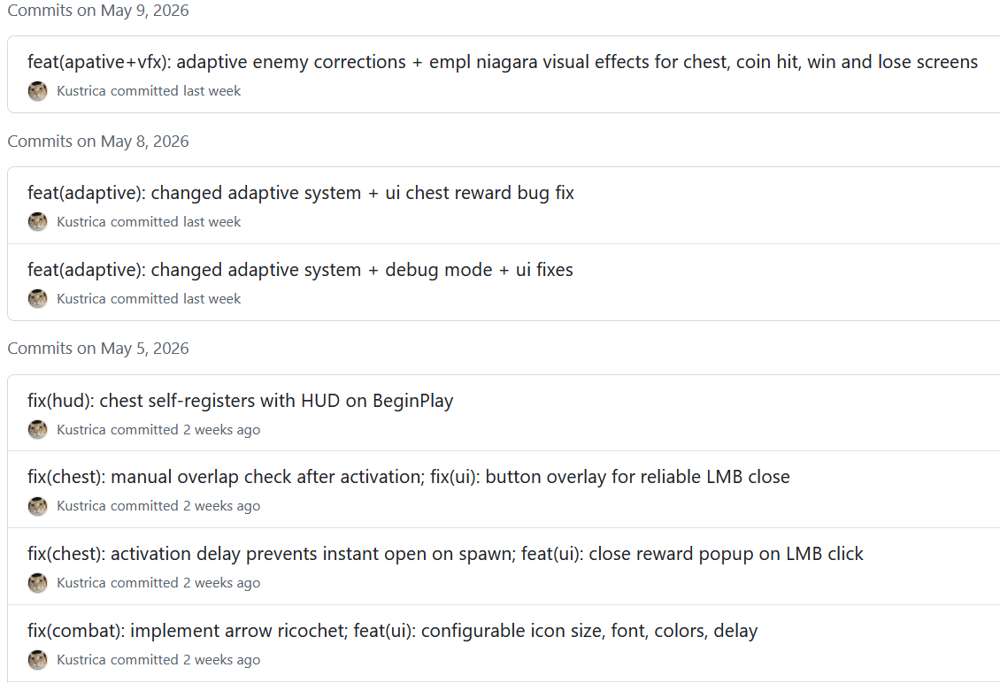 Commits on May 9, 2026
feat(apative+vfx): adaptive enemy corrections + empl niagara visual effects for chest, coin hit, win and lose screens
Kustrica committed last week
Commits on May 8, 2026
feat(adaptive): changed adaptive system + ui chest reward bug fix
Kustrica committed last week
feat(adaptive): changed adaptive system + debug mode + ui fixes
Kustrica committed last week
Commits on May 5, 2026
fix(hud): chest self-registers with HUD on BeginPlay
Kustrica committed 2 weeks ago
fix(chest): manual overlap check after activation; fix(ui): button overlay for reliable LMB close
Kustrica committed 2 weeks ago
fix(chest): activation delay prevents instant open on spawn; feat(ui): close reward popup on LMB click
Kustrica committed 2 weeks ago
fix(combat): implement arrow ricochet; feat(ui): configurable icon size, font, colors, delay
Kustrica committed 2 weeks ago